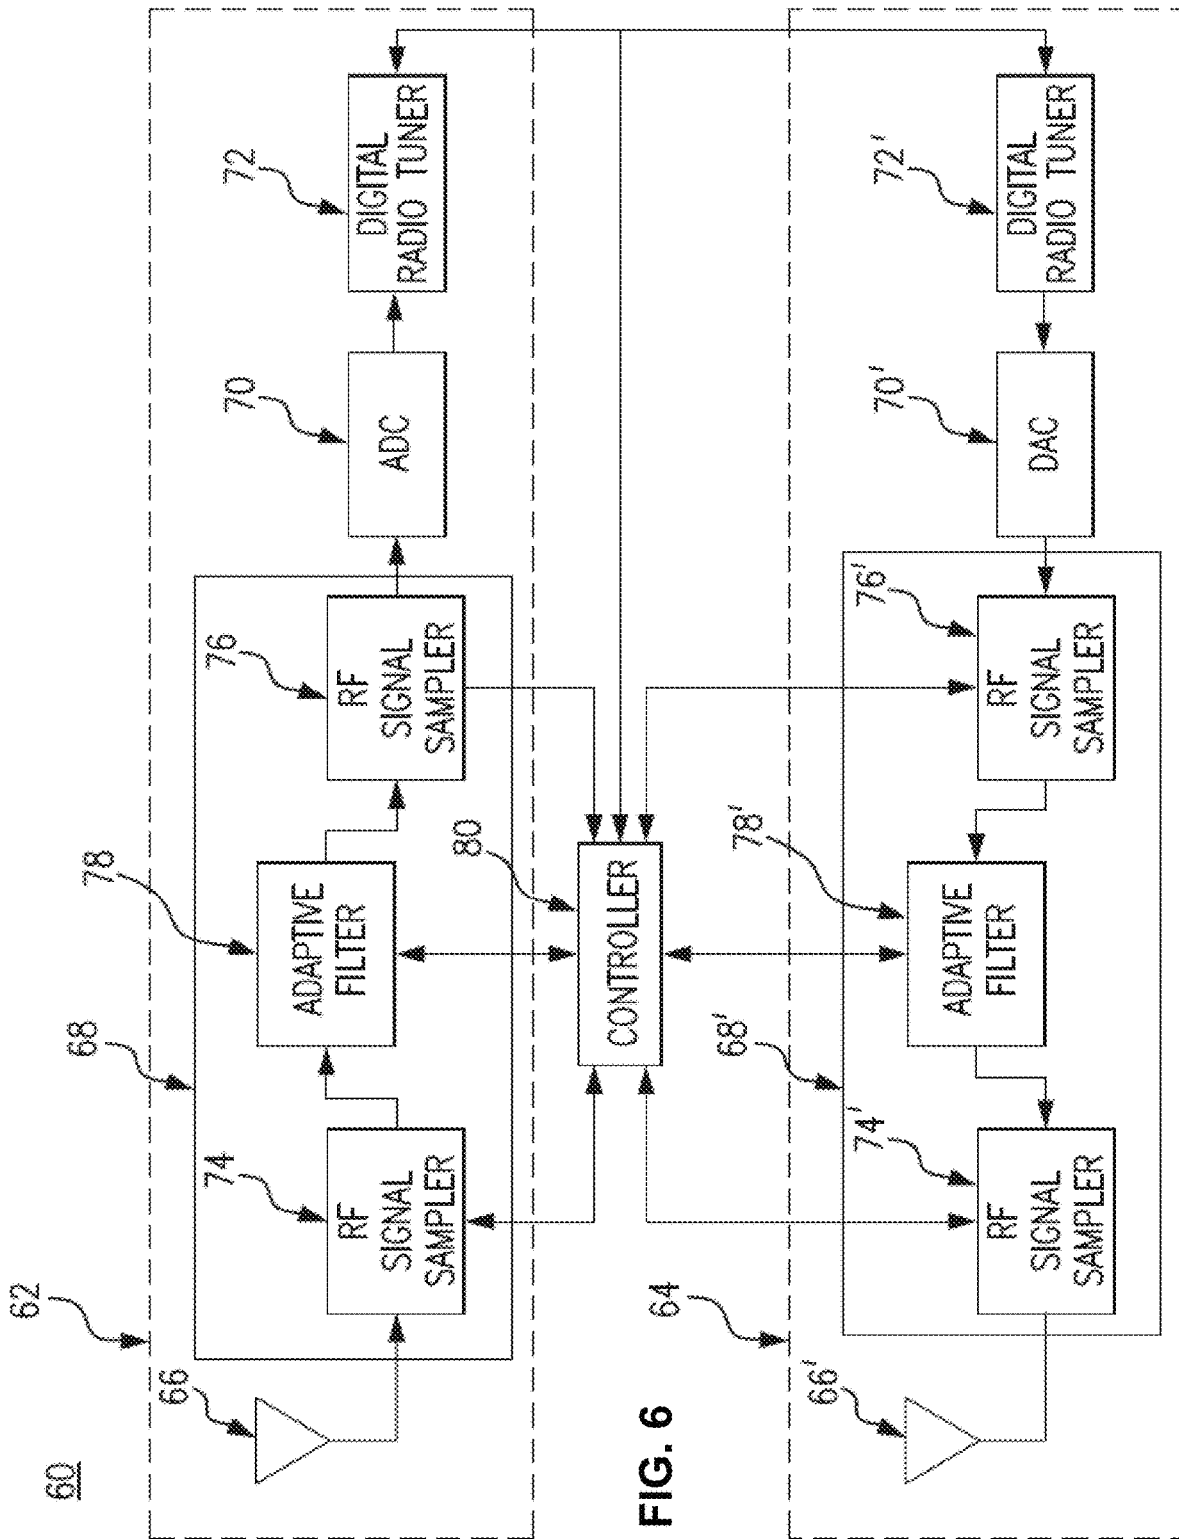 60
62
66
68
74
RF
SIGNAL
SAMPLER
78
ADAPTIVE
FILTER
76
RF
SIGNAL
SAMPLER
70
ADC
72
DIGITAL
RADIO TUNER
80
CONTROLLER
64
66'
68'
74'
RF
SIGNAL
SAMPLER
78'
ADAPTIVE
FILTER
76'
RF
SIGNAL
SAMPLER
70'
DAC
72'
DIGITAL
RADIO TUNER
FIG. 6